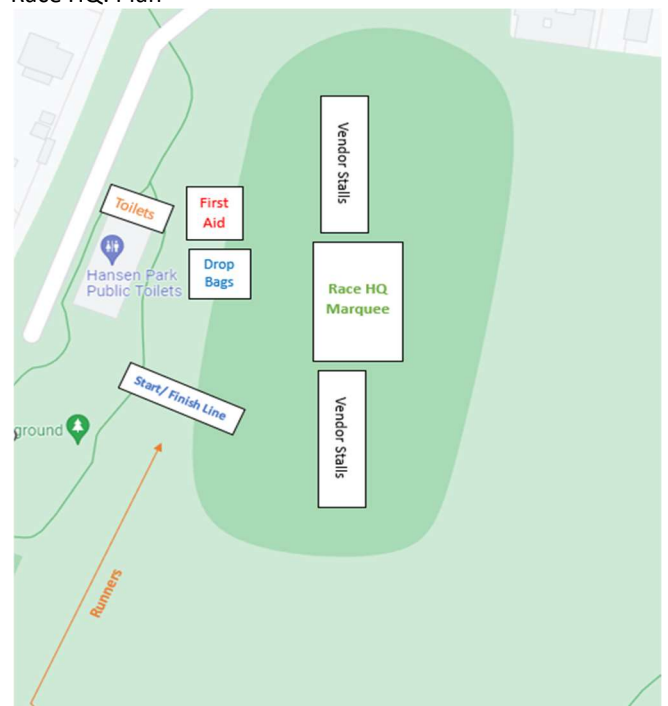 Race HQ: Plan
Vendor Stalls
Toilets
First
Aid
Hansen Park
Public Toilets
Drop
Bags
Race HQ
Marquee
Start/ Finish Line
ground
Vendor Stalls
Runners